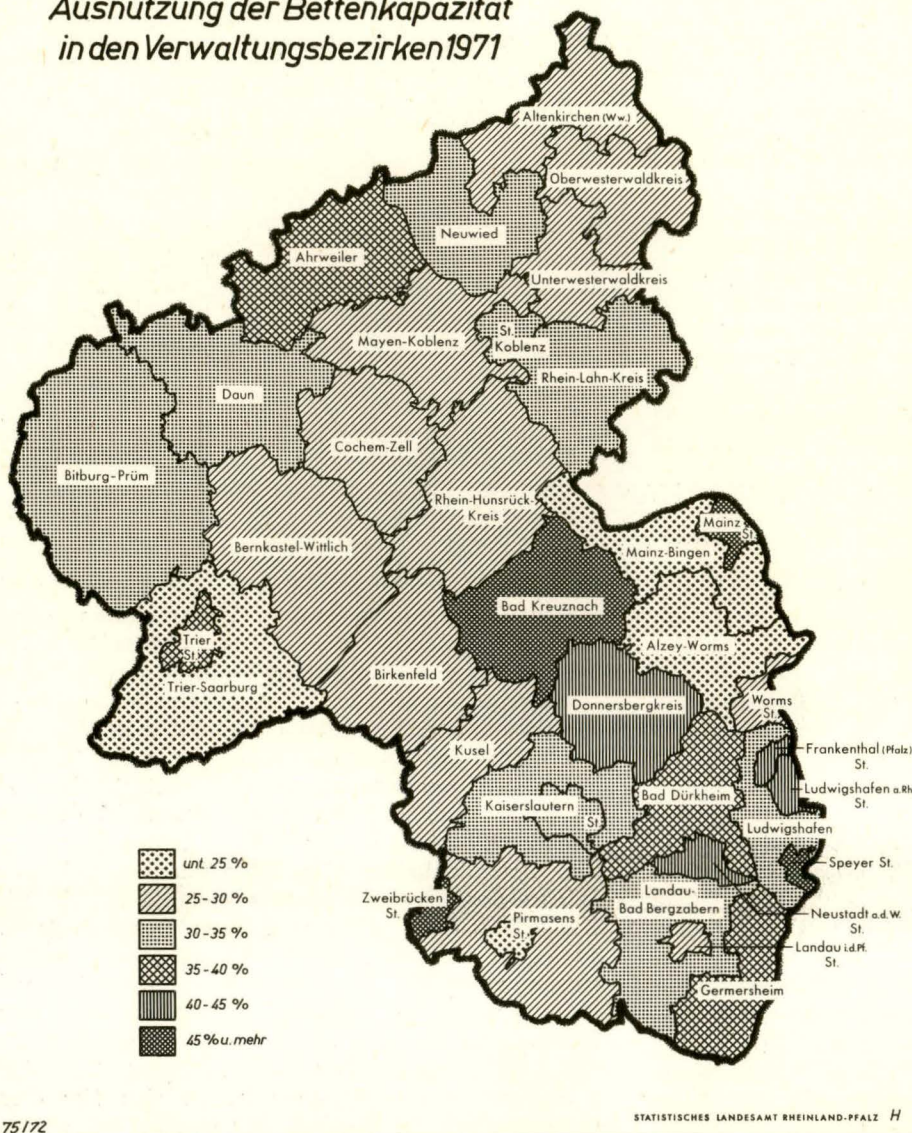 Ausnutzung der Bettenkapazität
in den Verwaltungsbezirken 1971
Altenkirchen (Ww.)
Oberwesterwaldkreis
Neuwied
Ahrweiler
Unterwesterwaldkreis
Mayen-Koblenz
St.
Koblenz
Rhein-Lahn-Kreis
Daun
Cochem-Zell
Bitburg-Prüm
Rhein-Hunsrück-
Kreis
Mainz
St.
Mainz-Bingen
Bernkastel-Wittlich
Bad Kreuznach
Trier
St.
Alzey-Worms
Trier-Saarburg
Birkenfeld
Donnersbergkreis
Worms
St.
Kusel
Frankenthal (Pfalz)
St.
Ludwigshafen a.Rh
St.
Bad Dürkheim
Kaiserslautern
St.
Ludwigshafen
Speyer St.
Zweibrücken
St.
Landau-
Bad Bergzabern
Pirmasens
St.
Neustadt a.d.W.
St.
Landau i.d.Pf.
St.
Germersheim
unt. 25 %
25-30 %
30-35 %
35-40 %
40-45 %
45% u. mehr
75/72
STATISTISCHES LANDESAMT RHEINLAND-PFALZ H